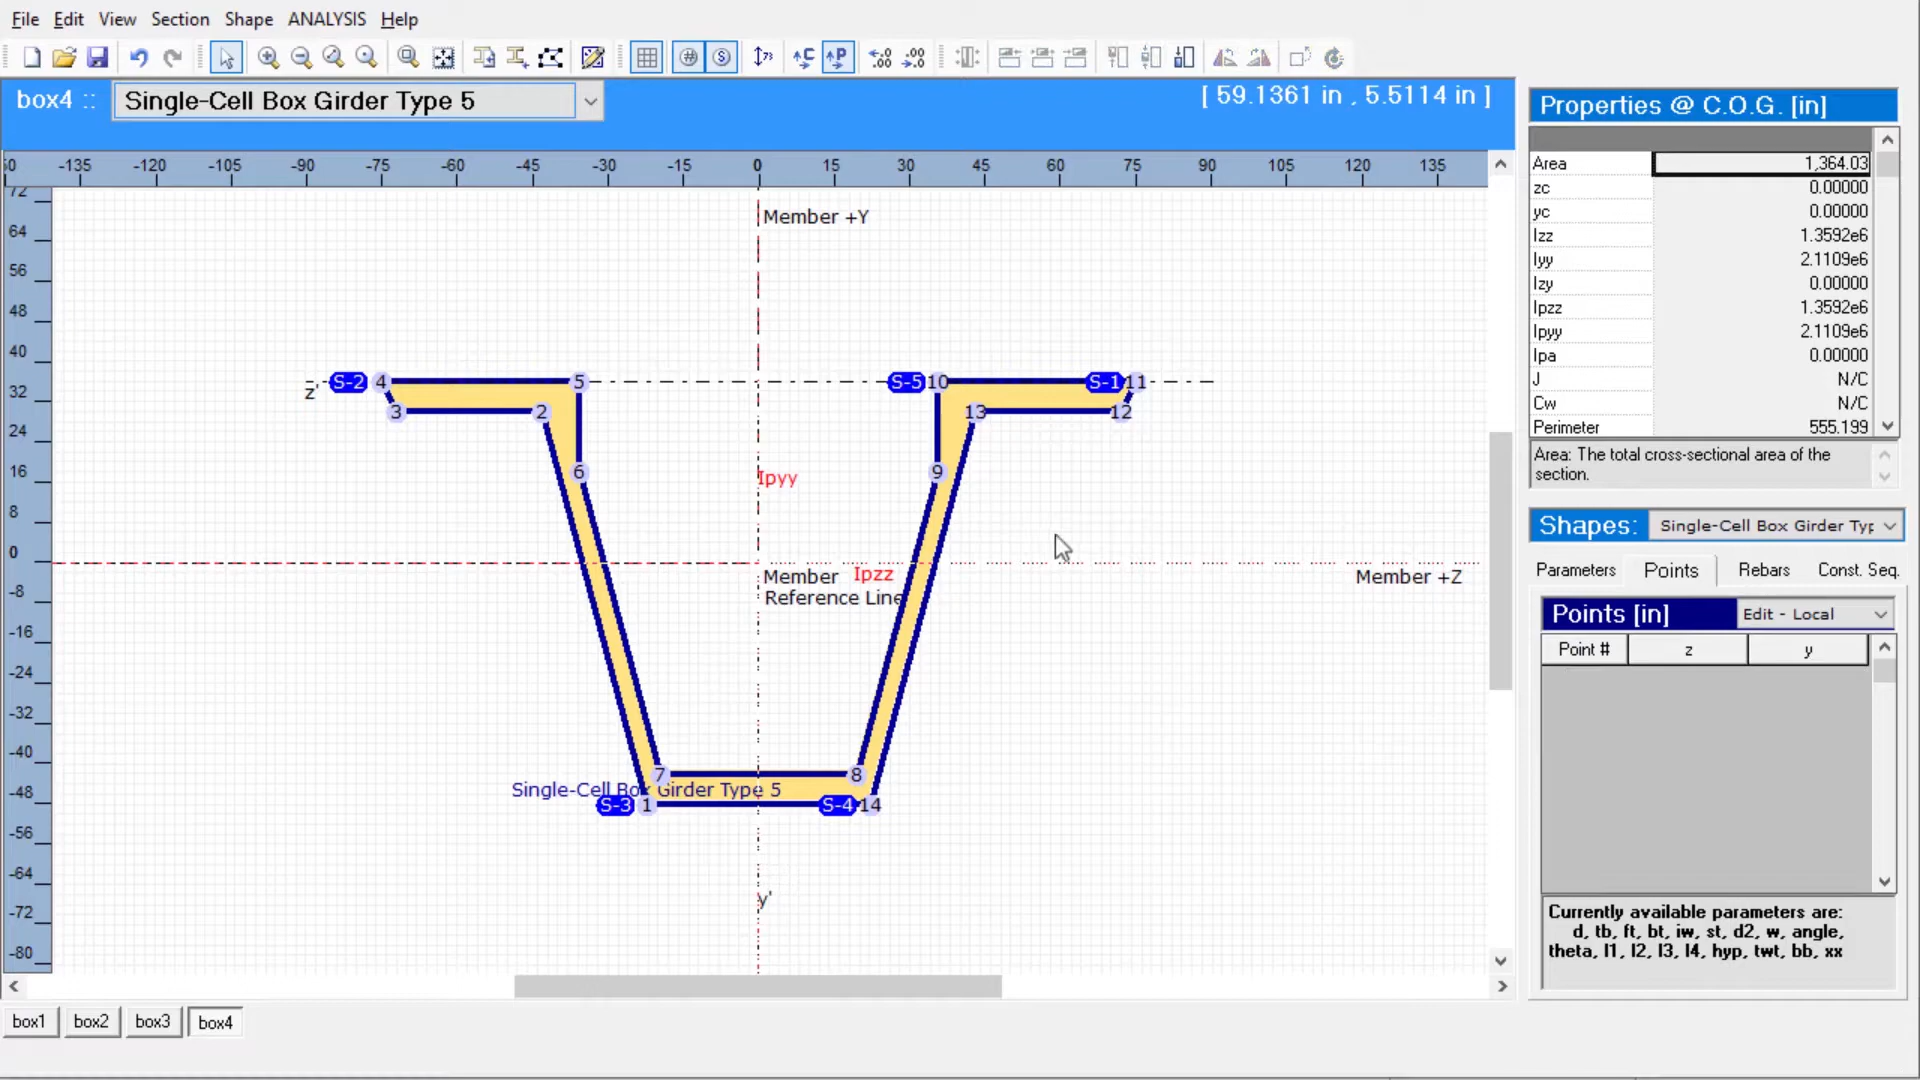 File Edit View Section Shape ANALYSIS Help
box4 :: Single-Cell Box Girder Type 5 [ 59.1361 in , 5.5114 in ]
-135 -120 -105 -90 -75 -60 -45 -30 -15 0 15 30 45 60 75 90 105 120 135
72
64
56
48
40
32
24
16
8
0
-8
-16
-24
-32
-40
-48
-56
-64
-72
-80
Member +Y
z' S-2 4 5 S-5 10 S-1 11
3 2 13 12
6 9
Ipyy
Member Ipzz
Reference Line
Member +Z
7 8
Single-Cell Box Girder Type 5
S-3 1 S-4 14
y'
box1 box2 box3 box4
Properties @ C.O.G. [in]
Area 1,364.03
zc 0.00000
yc 0.00000
Izz 1.3592e6
Iyy 2.1109e6
Izy 0.00000
Ipzz 1.3592e6
Ipyy 2.1109e6
Ipa 0.00000
J N/C
Cw N/C
Perimeter 555.199
Area: The total cross-sectional area of the
section.
Shapes: Single-Cell Box Girder Typ
Parameters Points Rebars Const. Seq.
Points [in] Edit - Local
Point # z y
Currently available parameters are:
d, tb, ft, bt, iw, st, d2, w, angle,
theta, l1, l2, l3, l4, hyp, twt, bb, xx